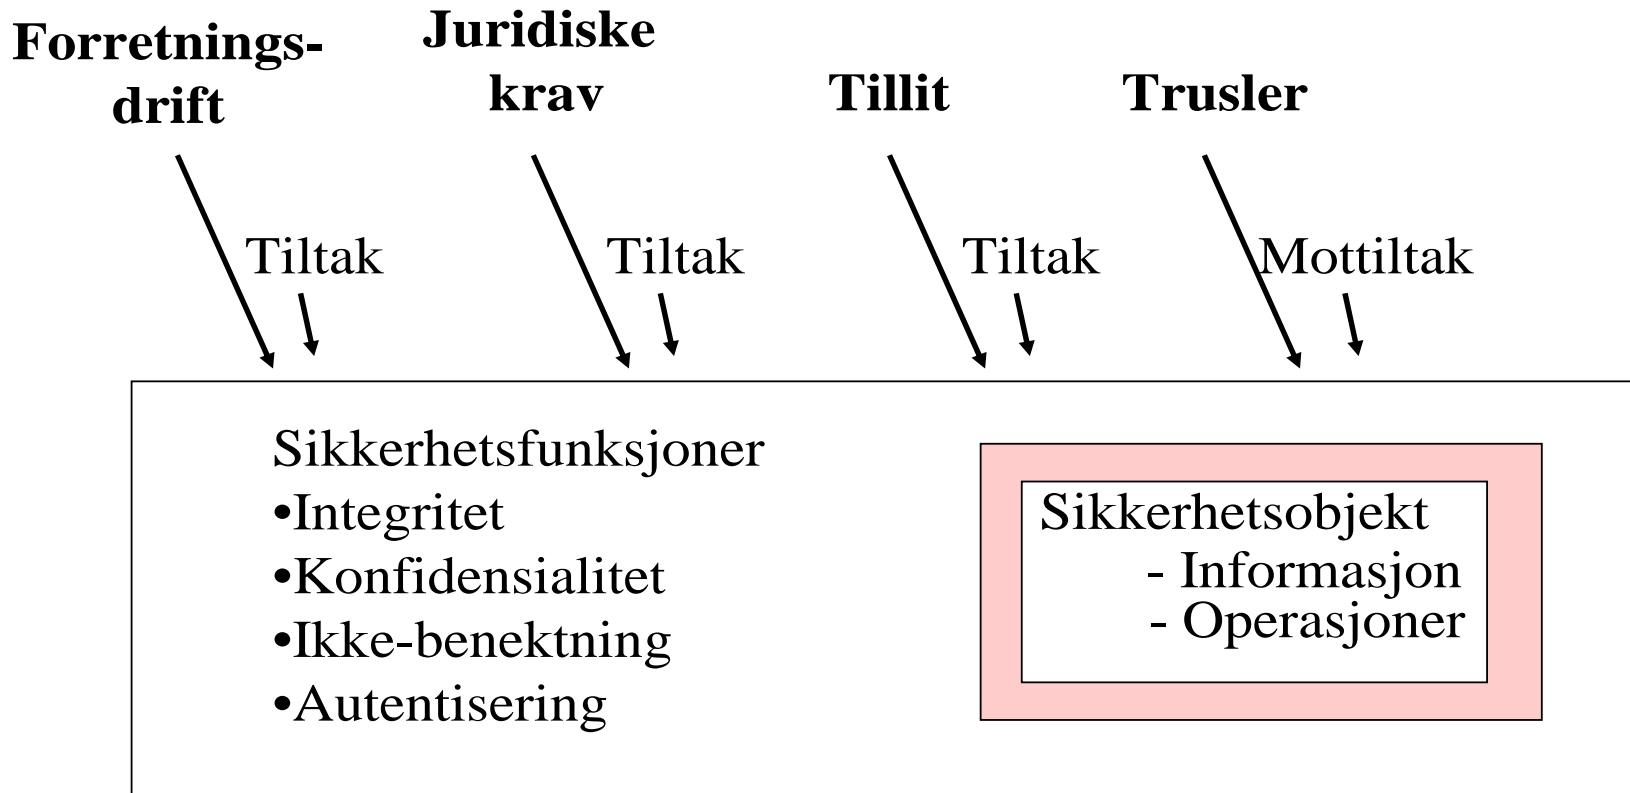 Forretnings-
drift
Juridiske
krav
Tillit
Trusler
Tiltak
Tiltak
Tiltak
Mottiltak
Sikkerhetsfunksjoner
•Integritet
•Konfidensialitet
•Ikke-benektning
•Autentisering
Sikkerhetsobjekt
- Informasjon
- Operasjoner